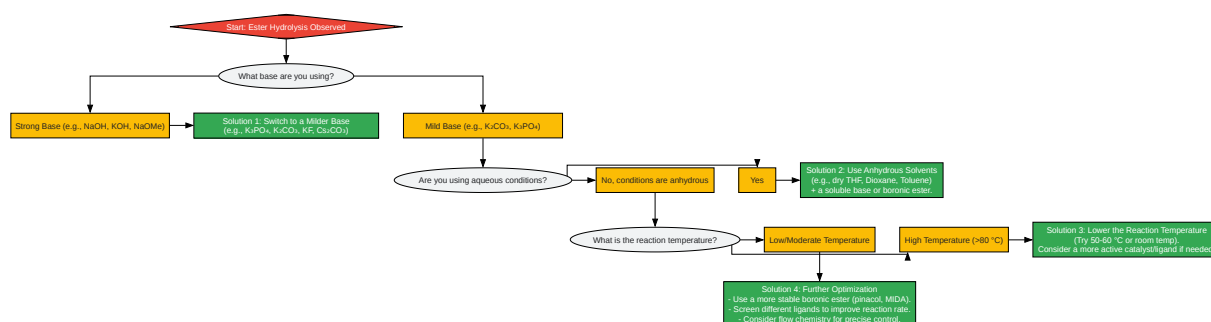 Start: Ester Hydrolysis Observed
What base are you using?
Strong Base (e.g., NaOH, KOH, NaOMe)
Solution 1: Switch to a Milder Base
(e.g., K₃PO₄, K₂CO₃, KF, Cs₂CO₃)
Mild Base (e.g., K₂CO₃, K₃PO₄)
Are you using aqueous conditions?
No, conditions are anhydrous
Yes
Solution 2: Use Anhydrous Solvents
(e.g., dry THF, Dioxane, Toluene)
+ a soluble base or boronic ester.
What is the reaction temperature?
Low/Moderate Temperature
High Temperature (>80 °C)
Solution 3: Lower the Reaction Temperature
(Try 50-60 °C or room temp).
Consider a more active catalyst/ligand if needed
Solution 4: Further Optimization
- Use a more stable boronic ester (pinacol, MIDA).
- Screen different ligands to improve reaction rate.
- Consider flow chemistry for precise control.